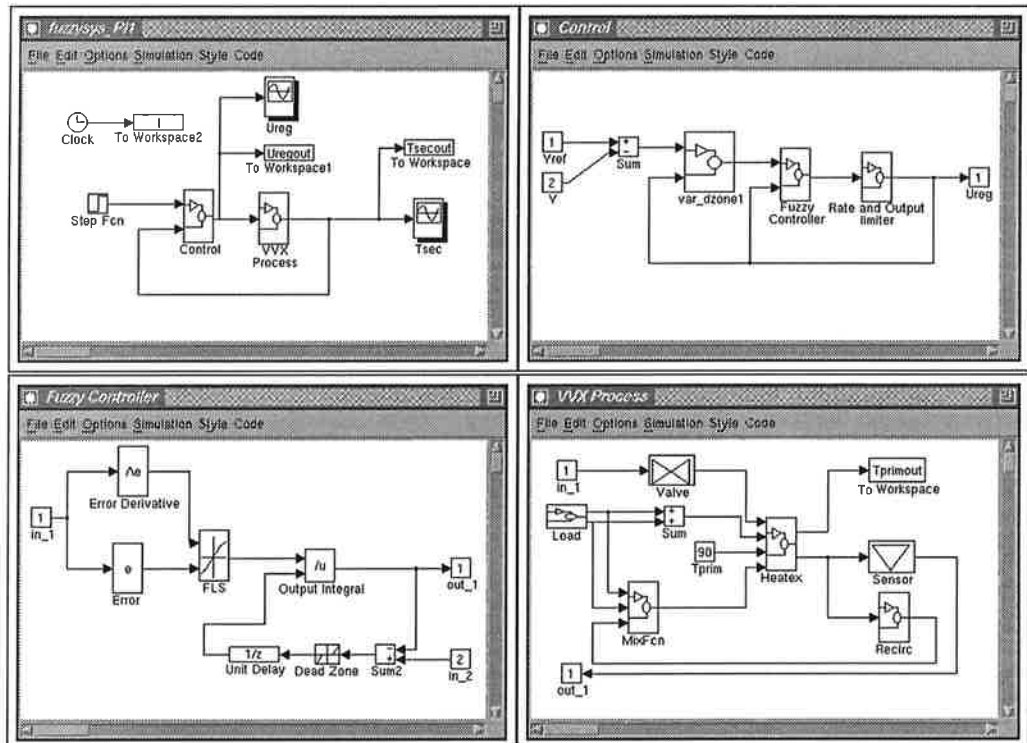 fuzzysys_PI1
File Edit Options Simulation Style Code
Clock
To Workspace2
Ureg
Uregout
To Workspace1
Tsecout
To Workspace
Step Fcn
Control
VVX
Process
Tsec
Control
File Edit Options Simulation Style Code
1
Yref
2
Y
+
−
Sum
var_dzone1
Fuzzy
Controller
Rate and Output
limiter
1
Ureg
Fuzzy Controller
File Edit Options Simulation Style Code
1
in_1
/\e
Error Derivative
e
Error
FLS
/u
Output Integral
1
out_1
1/z
Unit Delay
Dead Zone
−
+
Sum2
2
in_2
VVX Process
File Edit Options Simulation Style Code
1
in_1
Valve
Tprimout
To Workspace
Load
+
+
Sum
90
Tprim
Heatex
Sensor
MixFcn
Recirc
1
out_1